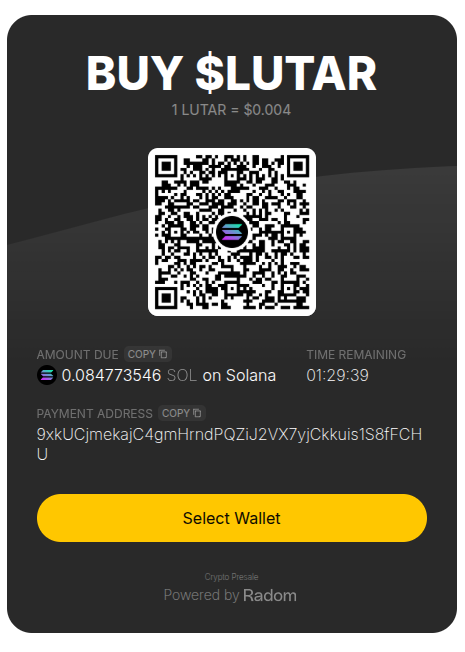 BUY $LUTAR
1 LUTAR = $0.004
AMOUNT DUE COPY TIME REMAINING
0.084773546 SOL on Solana 01:29:39
PAYMENT ADDRESS COPY
9xkUCjmekajC4gmHrndPQZiJ2VX7yjCkkuis1S8fFCH
U
Select Wallet
Crypto Presale
Powered by Radom